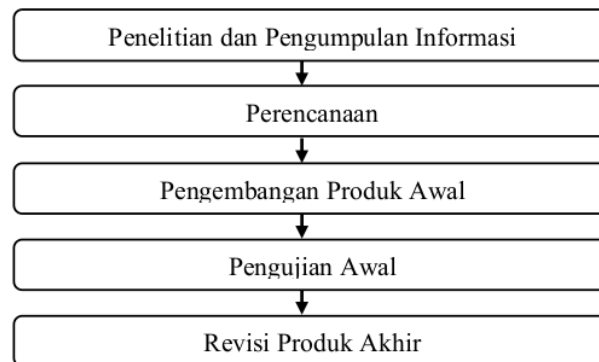 Penelitian dan Pengumpulan Informasi
Perencanaan
Pengembangan Produk Awal
Pengujian Awal
Revisi Produk Akhir